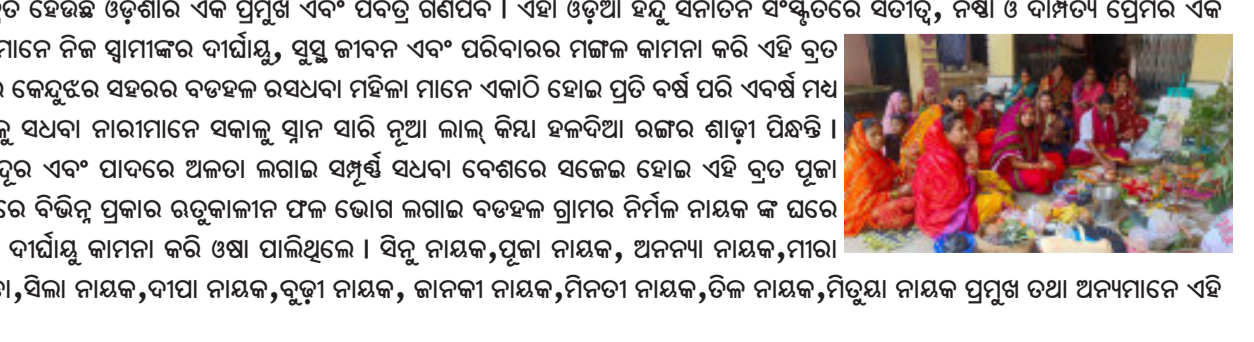 ହେଉଛି ଓଡ଼ିଶାର ଏକ ପ୍ରମୁଖ ଏବଂ ପବିତ୍ର ଗଣପର୍ବ । ଏହା ଓଡ଼ିଆ ହିନ୍ଦୁ ସନାତନ ସଂସ୍କୃତିରେ ସତୀତ୍ୱ, ନିଷ୍ଠା ଓ ଦାମ୍ପତ୍ୟ ପ୍ରେମର ଏକ
ମାନେ ନିଜ ସ୍ୱାମୀଙ୍କର ଦୀର୍ଘାୟୁ, ସୁସ୍ଥ ଜୀବନ ଏବଂ ପରିବାରର ମଙ୍ଗଳ କାମନା କରି ଏହି ବ୍ରତ
କେନ୍ଦୁଝର ସହରର ବଡହଳ ରସଧବା ମହିଳା ମାନେ ଏକାଠି ହୋଇ ପ୍ରତି ବର୍ଷ ପରି ଏବର୍ଷ ମଧ୍ୟ
ସଧବା ନାରୀମାନେ ସକାଳୁ ସ୍ନାନ ସାରି ନୂଆ ଲାଲ୍ କିମ୍ବା ହଳଦିଆ ରଙ୍ଗର ଶାଢ଼ୀ ପିନ୍ଧନ୍ତି ।
ଏବଂ ପାଦରେ ଅଳତା ଲଗାଇ ସମ୍ପୂର୍ଣ୍ଣ ସଧବା ବେଶରେ ସଜେଇ ହୋଇ ଏହି ବ୍ରତ ପୂଜା
ରେ ବିଭିନ୍ନ ପ୍ରକାର ଋତୁକାଳୀନ ଫଳ ଭୋଗ ଲଗାଇ ବଡହଳ ଗ୍ରାମର ନିର୍ମଳ ନାୟକ ଙ୍କ ଘରେ
ଦୀର୍ଘାୟୁ କାମନା କରି ଓଷା ପାଲିଥିଲେ । ସିନୁ ନାୟକ,ପୂଜା ନାୟକ, ଅନନ୍ୟା ନାୟକ,ମୀରା
,ସିଲା ନାୟକ,ଦୀପା ନାୟକ,ବୁଢ଼ୀ ନାୟକ, ଜାନକୀ ନାୟକ,ମିନତୀ ନାୟକ,ତିଳ ନାୟକ,ମିତୁୟା ନାୟକ ପ୍ରମୁଖ ତଥା ଅନ୍ୟମାନେ ଏହି